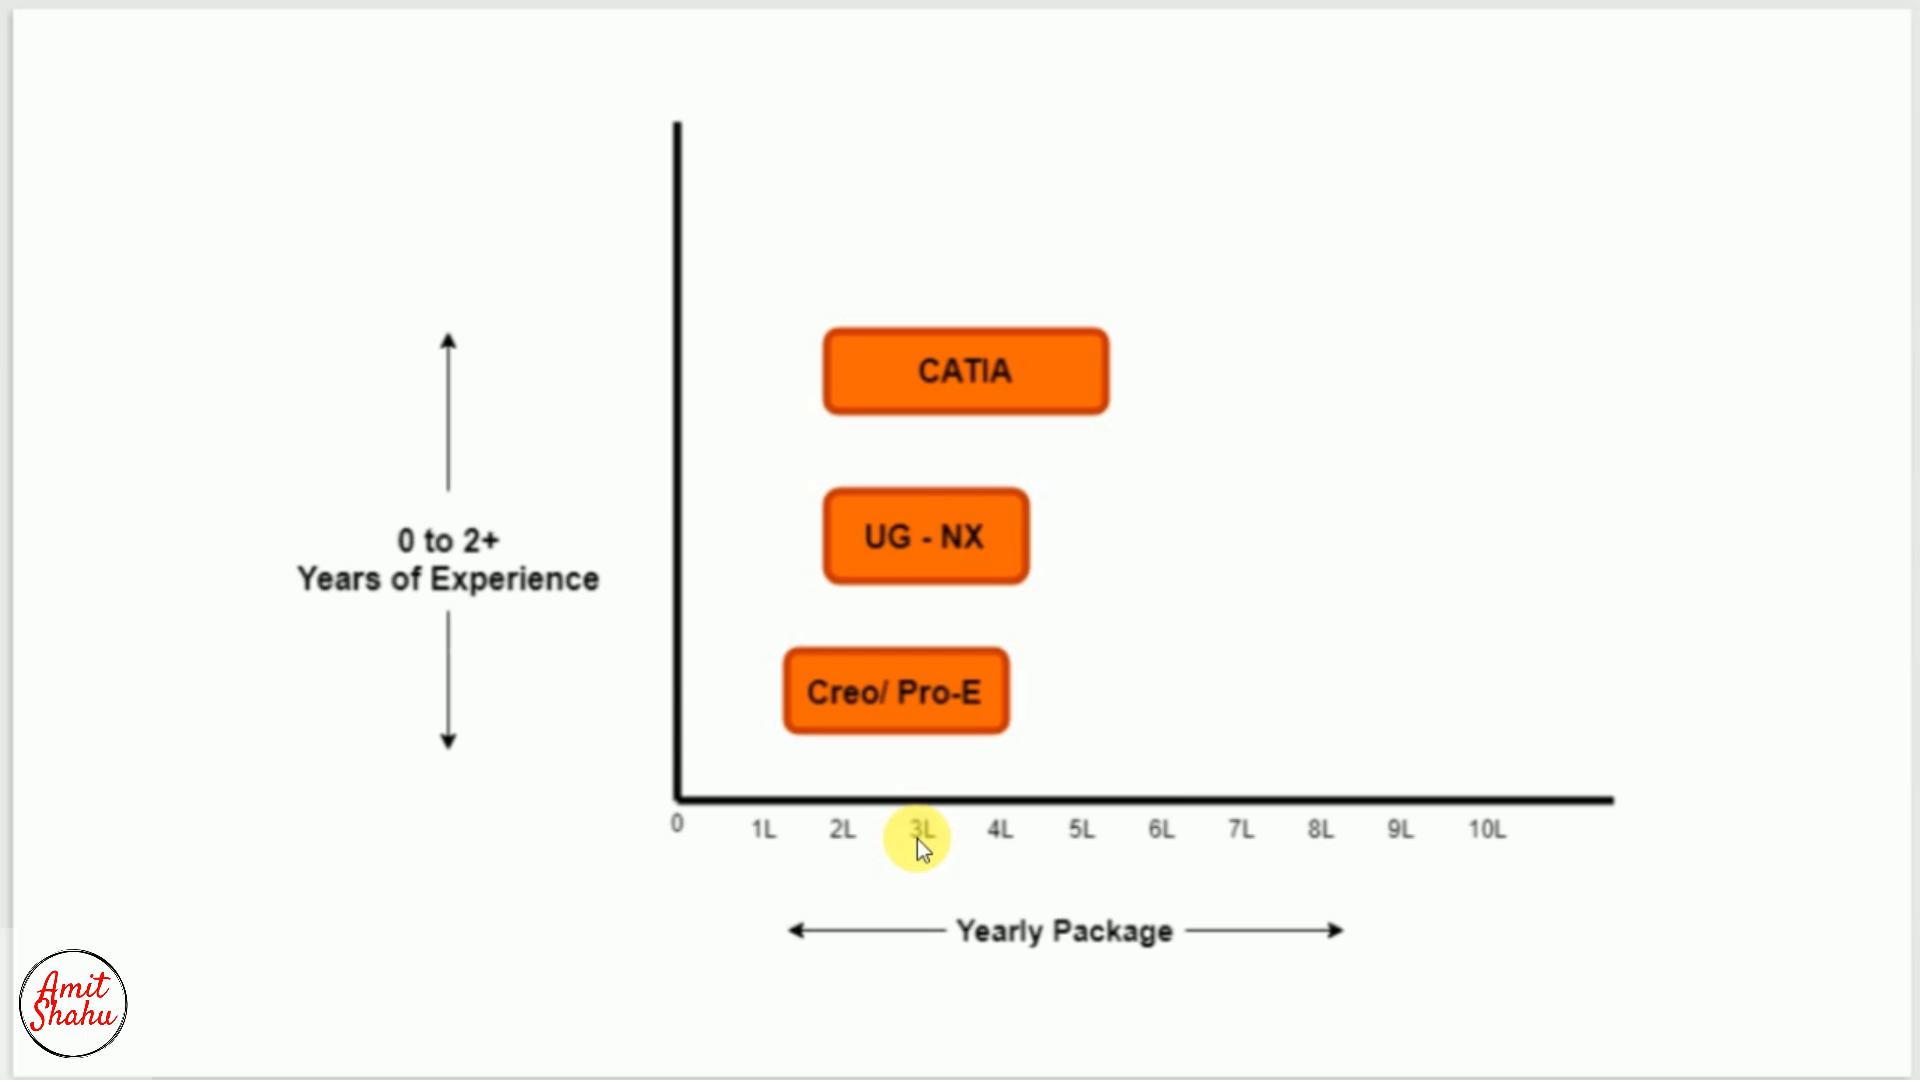 CATIA
UG - NX
0 to 2+
Years of Experience
Creo/ Pro-E
0 1L 2L 3L 4L 5L 6L 7L 8L 9L 10L
Yearly Package
Amit
Shahu